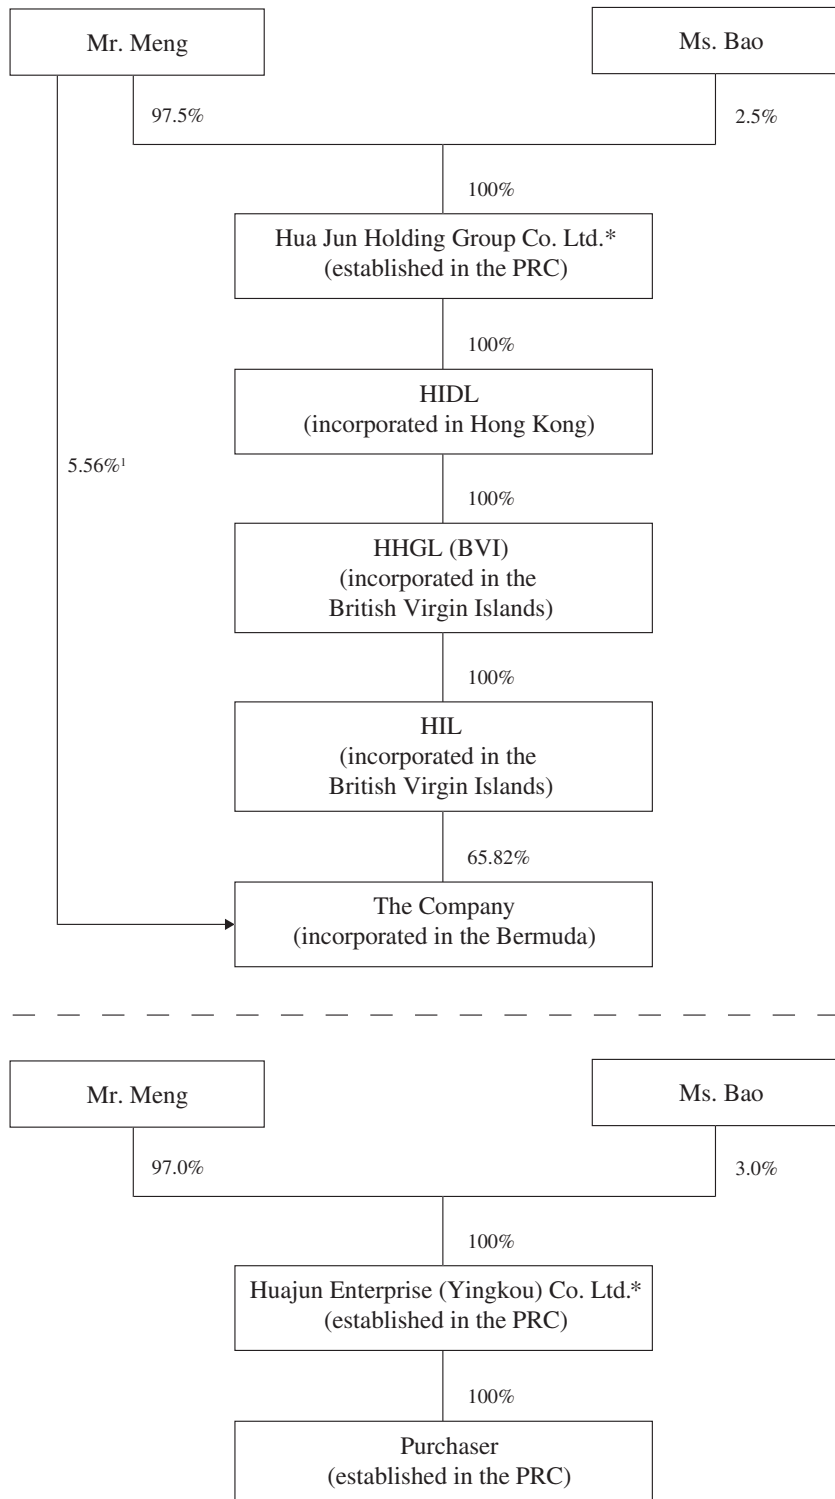 Mr. Meng
Ms. Bao
97.5%
2.5%
100%
Hua Jun Holding Group Co. Ltd.*
(established in the PRC)
100%
HIDL
(incorporated in Hong Kong)
5.56%¹
100%
HHGL (BVI)
(incorporated in the
British Virgin Islands)
100%
HIL
(incorporated in the
British Virgin Islands)
65.82%
The Company
(incorporated in the Bermuda)
Mr. Meng
Ms. Bao
97.0%
3.0%
100%
Huajun Enterprise (Yingkou) Co. Ltd.*
(established in the PRC)
100%
Purchaser
(established in the PRC)